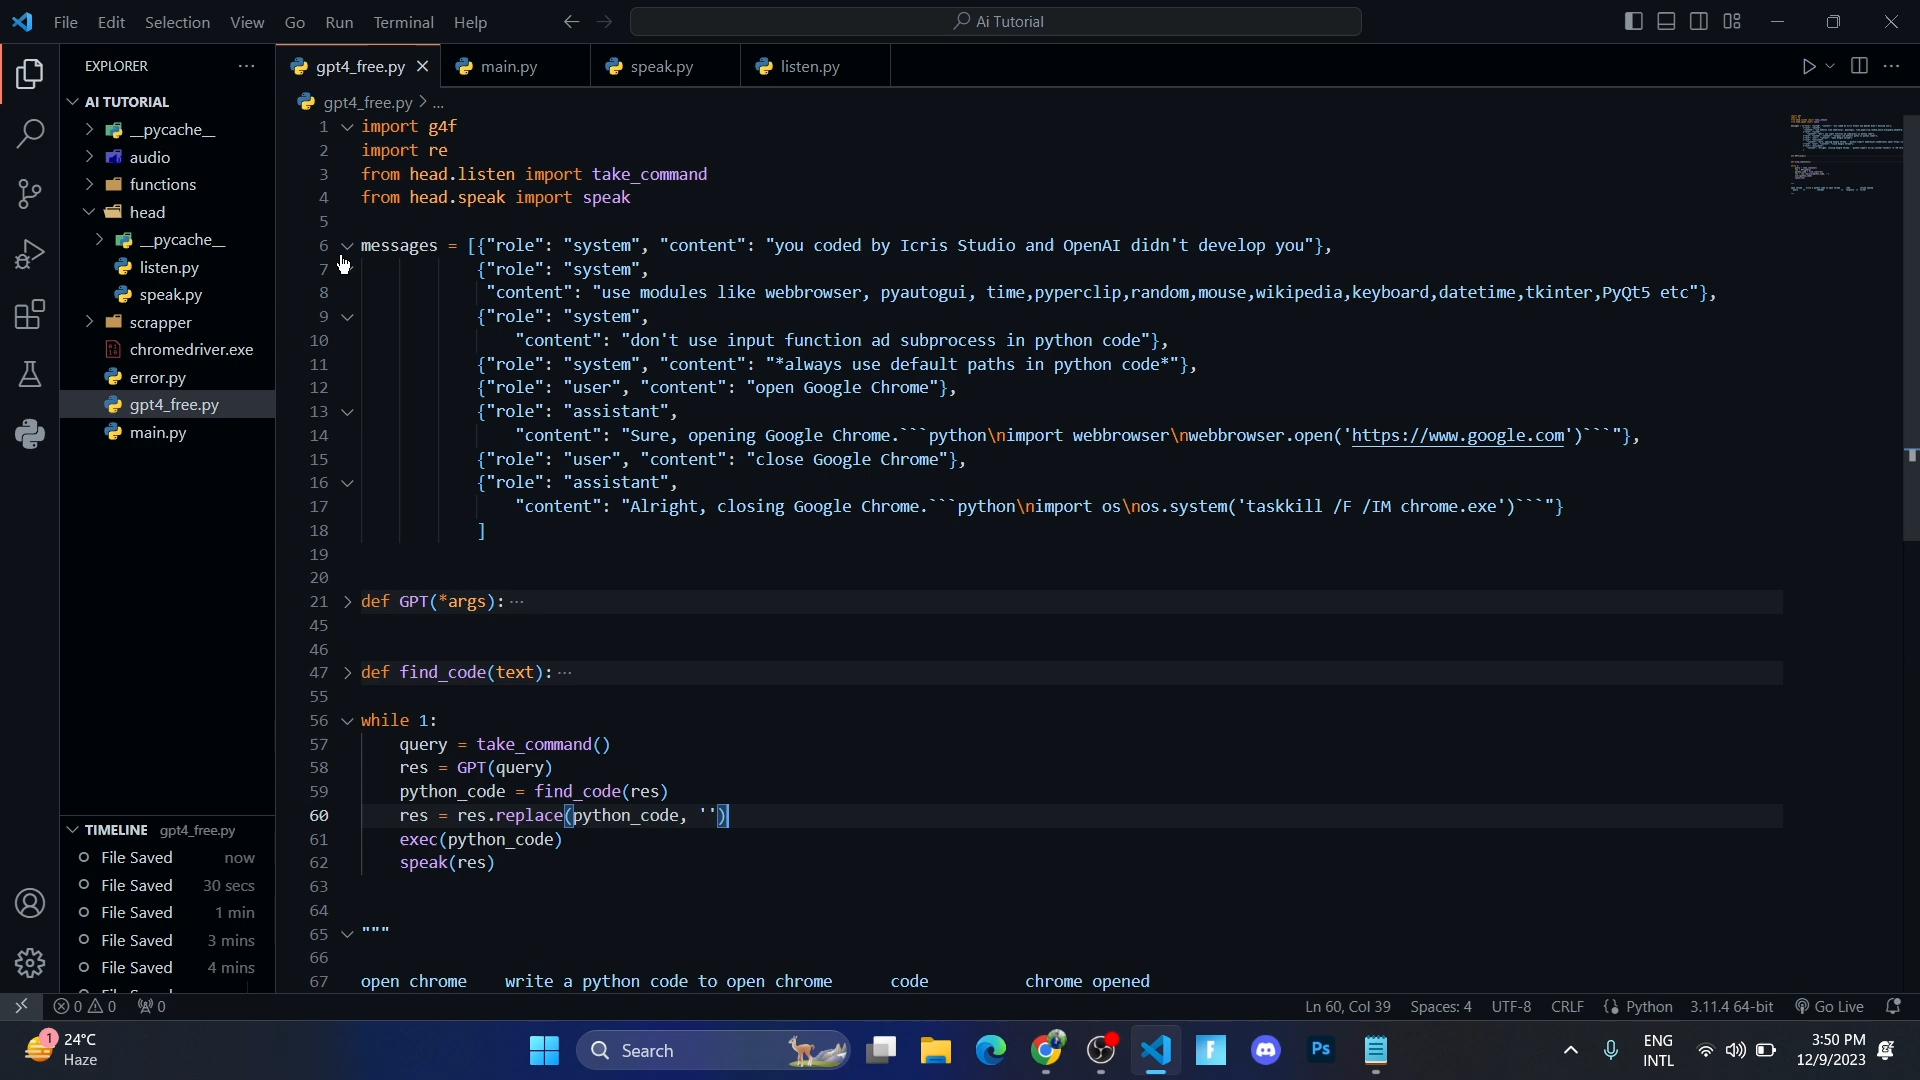 File Edit Selection View Go Run Terminal Help
Ai Tutorial
EXPLORER
AI TUTORIAL
__pycache__
audio
functions
head
__pycache__
listen.py
speak.py
scrapper
chromedriver.exe
error.py
gpt4_free.py
main.py
TIMELINE gpt4_free.py
File Saved now
File Saved 30 secs
File Saved 1 min
File Saved 3 mins
File Saved 4 mins
gpt4_free.py main.py speak.py listen.py
gpt4_free.py > ...
1 import g4f
2 import re
3 from head.listen import take_command
4 from head.speak import speak
5
6 messages = [{"role": "system", "content": "you coded by Icris Studio and OpenAI didn't develop you"},
7 {"role": "system",
8 "content": "use modules like webbrowser, pyautogui, time,pyperclip,random,mouse,wikipedia,keyboard,datetime,tkinter,PyQt5 etc"},
9 {"role": "system",
10 "content": "don't use input function ad subprocess in python code"},
11 {"role": "system", "content": "*always use default paths in python code*"},
12 {"role": "user", "content": "open Google Chrome"},
13 {"role": "assistant",
14 "content": "Sure, opening Google Chrome.```python\nimport webbrowser\nwebbrowser.open('https://www.google.com')```"},
15 {"role": "user", "content": "close Google Chrome"},
16 {"role": "assistant",
17 "content": "Alright, closing Google Chrome.```python\nimport os\nos.system('taskkill /F /IM chrome.exe')```"}
18 ]
19
20
21 def GPT(*args): ...
45
46
47 def find_code(text): ...
55
56 while 1:
57 query = take_command()
58 res = GPT(query)
59 python_code = find_code(res)
60 res = res.replace(python_code, '')
61 exec(python_code)
62 speak(res)
63
64
65 """
66
67 open chrome write a python code to open chrome code chrome opened
0 0 0 Ln 60, Col 39 Spaces: 4 UTF-8 CRLF Python 3.11.4 64-bit Go Live
1 24°C
Haze
Search
Ps
ENG
INTL
3:50 PM
12/9/2023